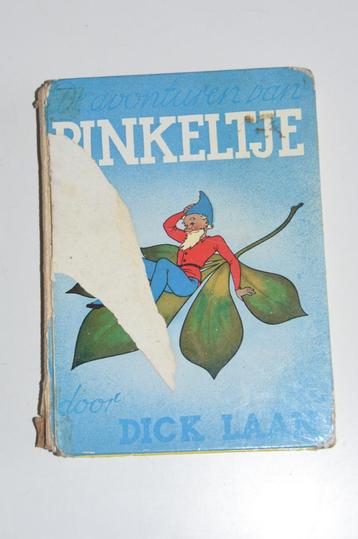 De avonturen van
PINKELTJE
door
DICK LAAN